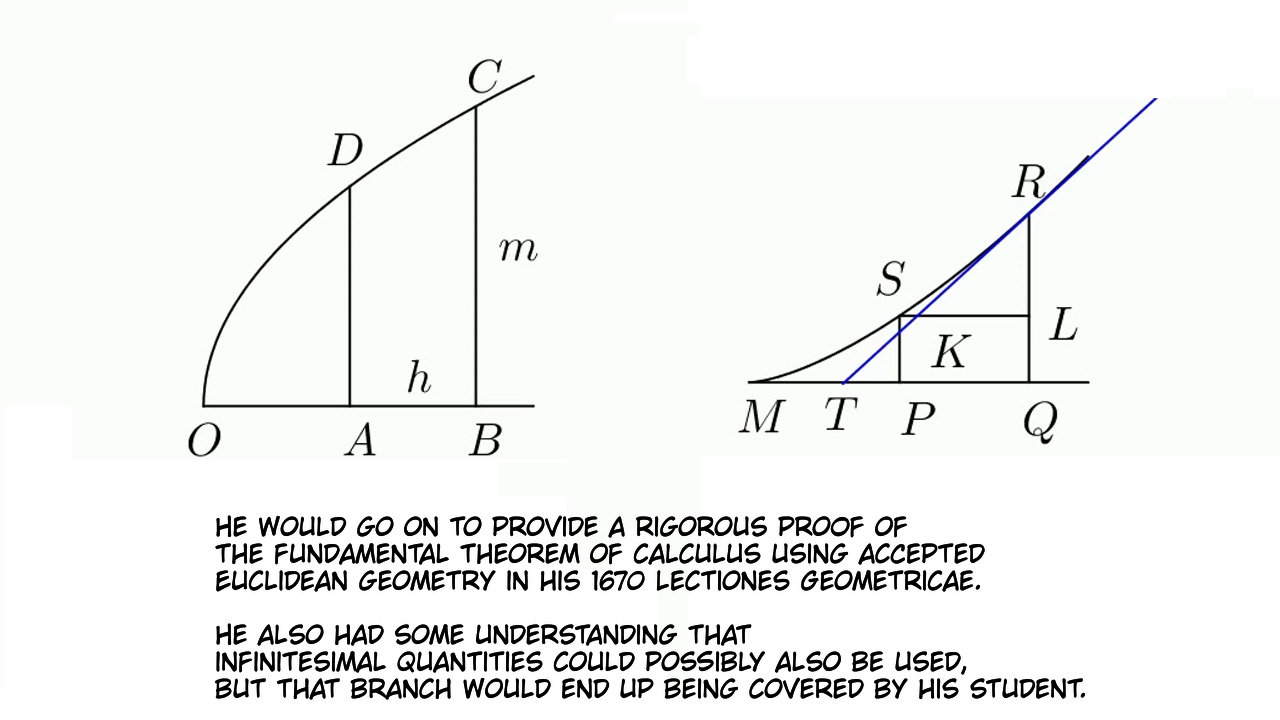 C
D
R
m
S
L
h
K
O
A
B
M
T
P
Q
HE WOULD GO ON TO PROVIDE A RIGOROUS PROOF OF
THE FUNDAMENTAL THEOREM OF CALCULUS USING ACCEPTED
EUCLIDEAN GEOMETRY IN HIS 1670 LECTIONES GEOMETRICAE.
HE ALSO HAD SOME UNDERSTANDING THAT
INFINITESIMAL QUANTITIES COULD POSSIBLY ALSO BE USED,
BUT THAT BRANCH WOULD END UP BEING COVERED BY HIS STUDENT.